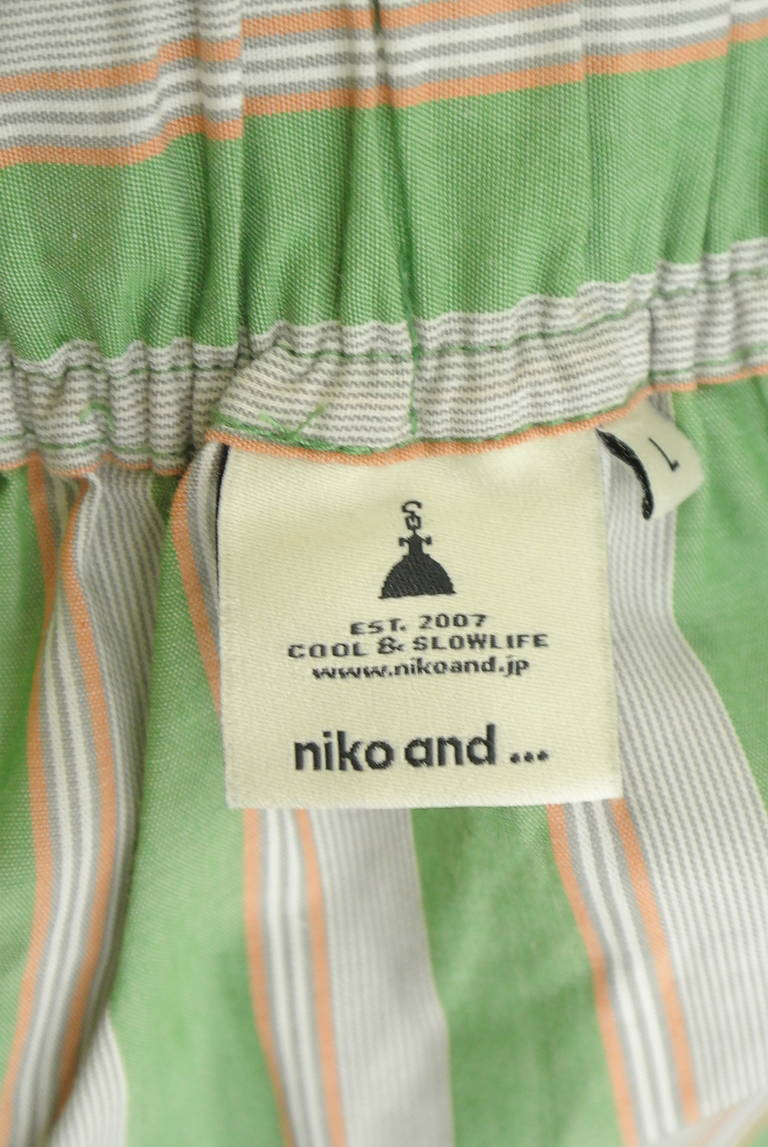 L
EST. 2007
COOL & SLOWLIFE
www.nikoand.jp
niko and ...